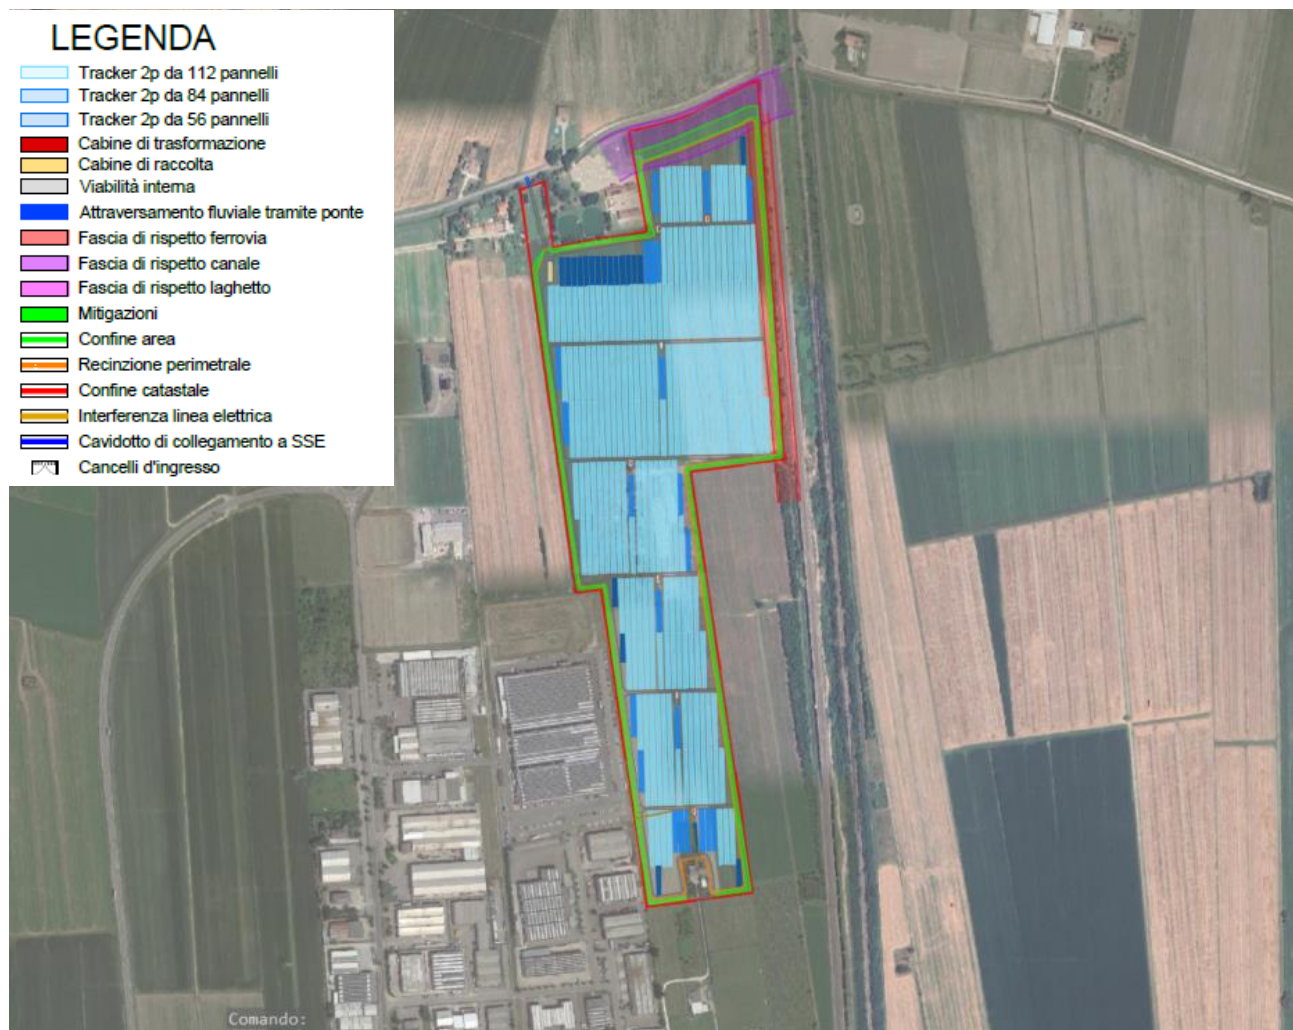 LEGENDA
Tracker 2p da 112 pannelli
Tracker 2p da 84 pannelli
Tracker 2p da 56 pannelli
Cabine di trasformazione
Cabine di raccolta
Viabilità interna
Attraversamento fluviale tramite ponte
Fascia di rispetto ferrovia
Fascia di rispetto canale
Fascia di rispetto laghetto
Mitigazioni
Confine area
Recinzione perimetrale
Confine catastale
Interferenza linea elettrica
Cavidotto di collegamento a SSE
Cancelli d'ingresso
Comando: